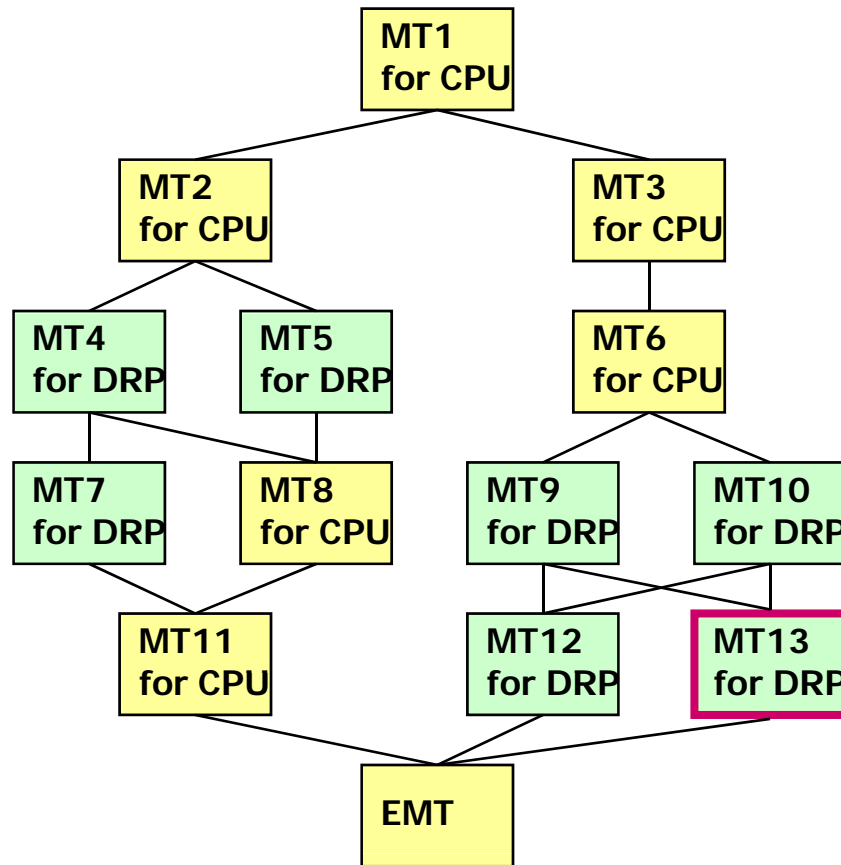 MT1
for CPU
MT2
for CPU
MT3
for CPU
MT4
for DRP
MT5
for DRP
MT6
for CPU
MT7
for DRP
MT8
for CPU
MT9
for DRP
MT10
for DRP
MT11
for CPU
MT12
for DRP
MT13
for DRP
EMT